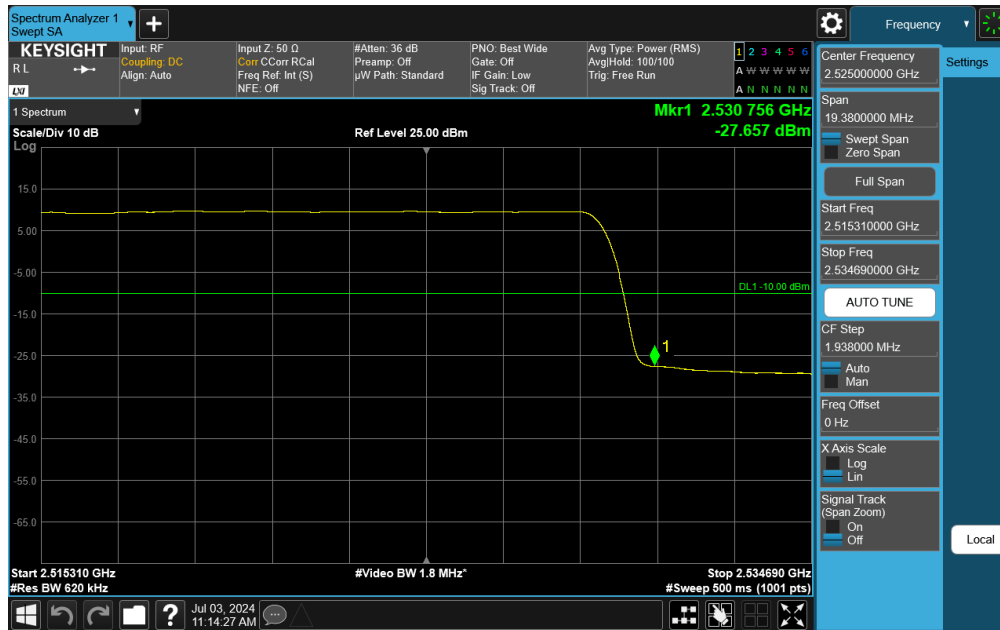 Spectrum Analyzer 1
Swept SA
+
Frequency
KEYSIGHT
R L
LXI
Input: RF
Coupling: DC
Align: Auto
Input Z: 50 Ω
Corr CCorr RCal
Freq Ref: Int (S)
NFE: Off
#Atten: 36 dB
Preamp: Off
µW Path: Standard
PNO: Best Wide
Gate: Off
IF Gain: Low
Sig Track: Off
Avg Type: Power (RMS)
Avg|Hold: 100/100
Trig: Free Run
1 2 3 4 5 6
A W W W W W
A N N N N N
1 Spectrum
Mkr1 2.530 756 GHz
Scale/Div 10 dB
Ref Level 25.00 dBm
-27.657 dBm
Log
15.0
5.00
-5.00
DL1 -10.00 dBm
-15.0
1
-25.0
-35.0
-45.0
-55.0
-65.0
Start 2.515310 GHz
#Video BW 1.8 MHz*
Stop 2.534690 GHz
#Res BW 620 kHz
#Sweep 500 ms (1001 pts)
?
Jul 03, 2024
11:14:27 AM
Center Frequency
2.525000000 GHz
Settings
Span
19.3800000 MHz
Swept Span
Zero Span
Full Span
Start Freq
2.515310000 GHz
Stop Freq
2.534690000 GHz
AUTO TUNE
CF Step
1.938000 MHz
Auto
Man
Freq Offset
0 Hz
X Axis Scale
Log
Lin
Signal Track
(Span Zoom)
On
Off
Local